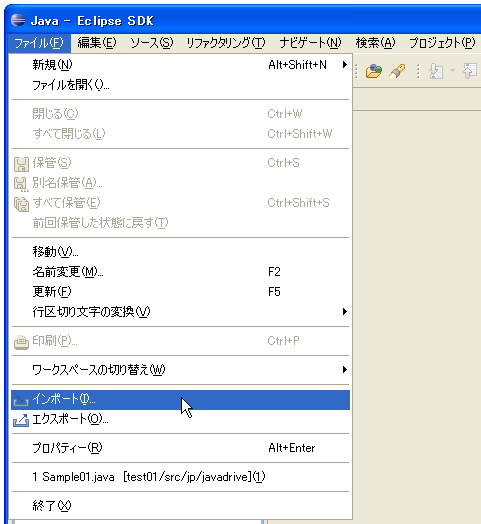 Java - Eclipse SDK
ファイル(F) 編集(E) ソース(S) リファクタリング(T) ナビゲート(N) 検索(A) プロジェクト(P)
新規(N) Alt+Shift+N
ファイルを開く(.)...
閉じる(C) Ctrl+W
すべて閉じる(L) Ctrl+Shift+W
保管(S) Ctrl+S
別名保管(A)...
すべて保管(E) Ctrl+Shift+S
前回保管した状態に戻す(T)
移動(V)...
名前変更(M)... F2
更新(F) F5
行区切り文字の変換(V)
印刷(P)... Ctrl+P
ワークスペースの切り替え(W)
インポート(I)...
エクスポート(O)...
プロパティー(R) Alt+Enter
1 Sample01.java [test01/src/jp/javadrive](1)
終了(X)